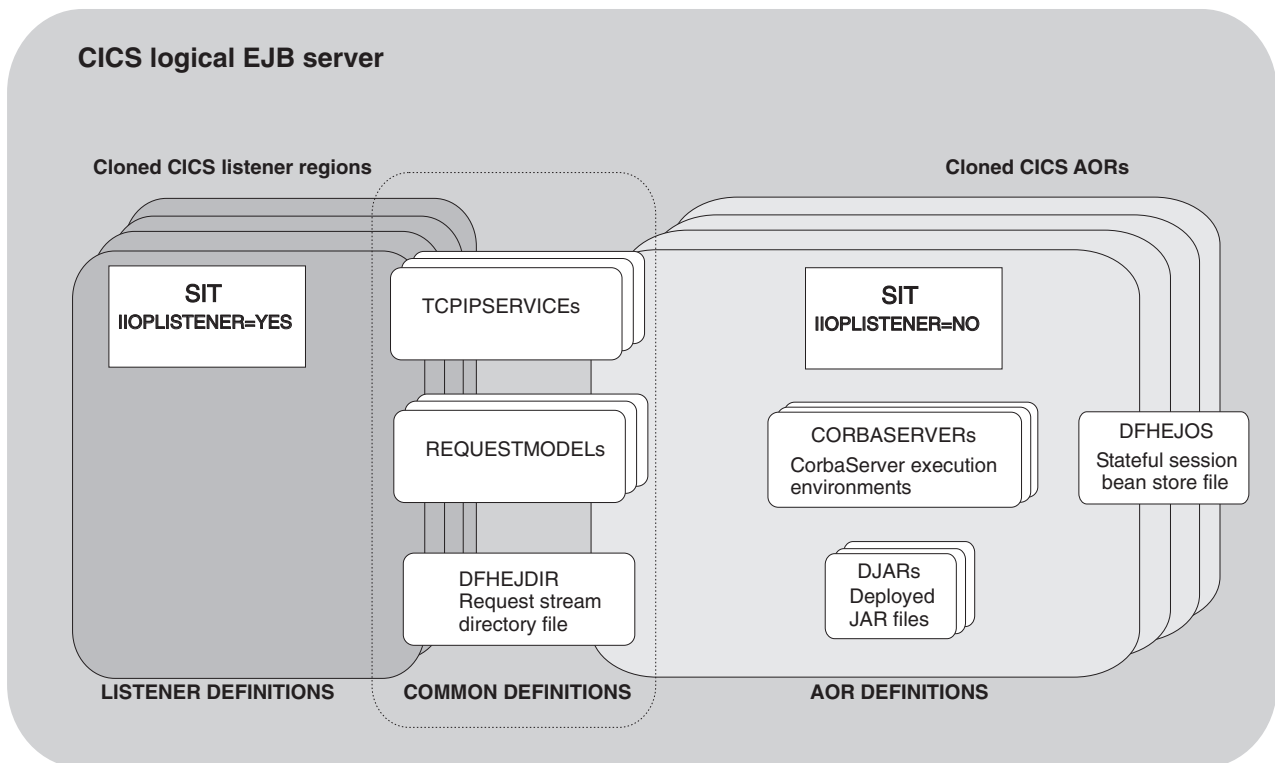 CICS logical EJB server
Cloned CICS listener regions
Cloned CICS AORs
SIT
IIOPLISTENER=YES
TCPIPSERVICEs
SIT
IIOPLISTENER=NO
REQUESTMODELs
CORBASERVERs
CorbaServer execution
environments
DFHEJOS
Stateful session
bean store file
DFHEJDIR
Request stream
directory file
DJARs
Deployed
JAR files
LISTENER DEFINITIONS
COMMON DEFINITIONS
AOR DEFINITIONS